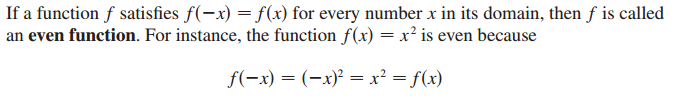 If a function f satisfies f(−x) = f(x) for every number x in its domain, then f is called
an even function. For instance, the function f(x) = x² is even because
f(−x) = (−x)² = x² = f(x)